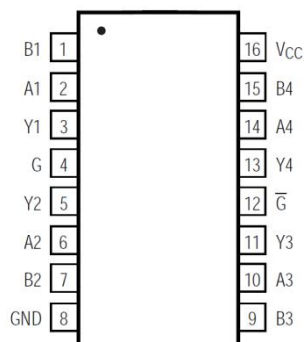 B1 1 16 VCC
A1 2 15 B4
Y1 3 14 A4
G 4 13 Y4
Y2 5 12 G̅
A2 6 11 Y3
B2 7 10 A3
GND 8 9 B3